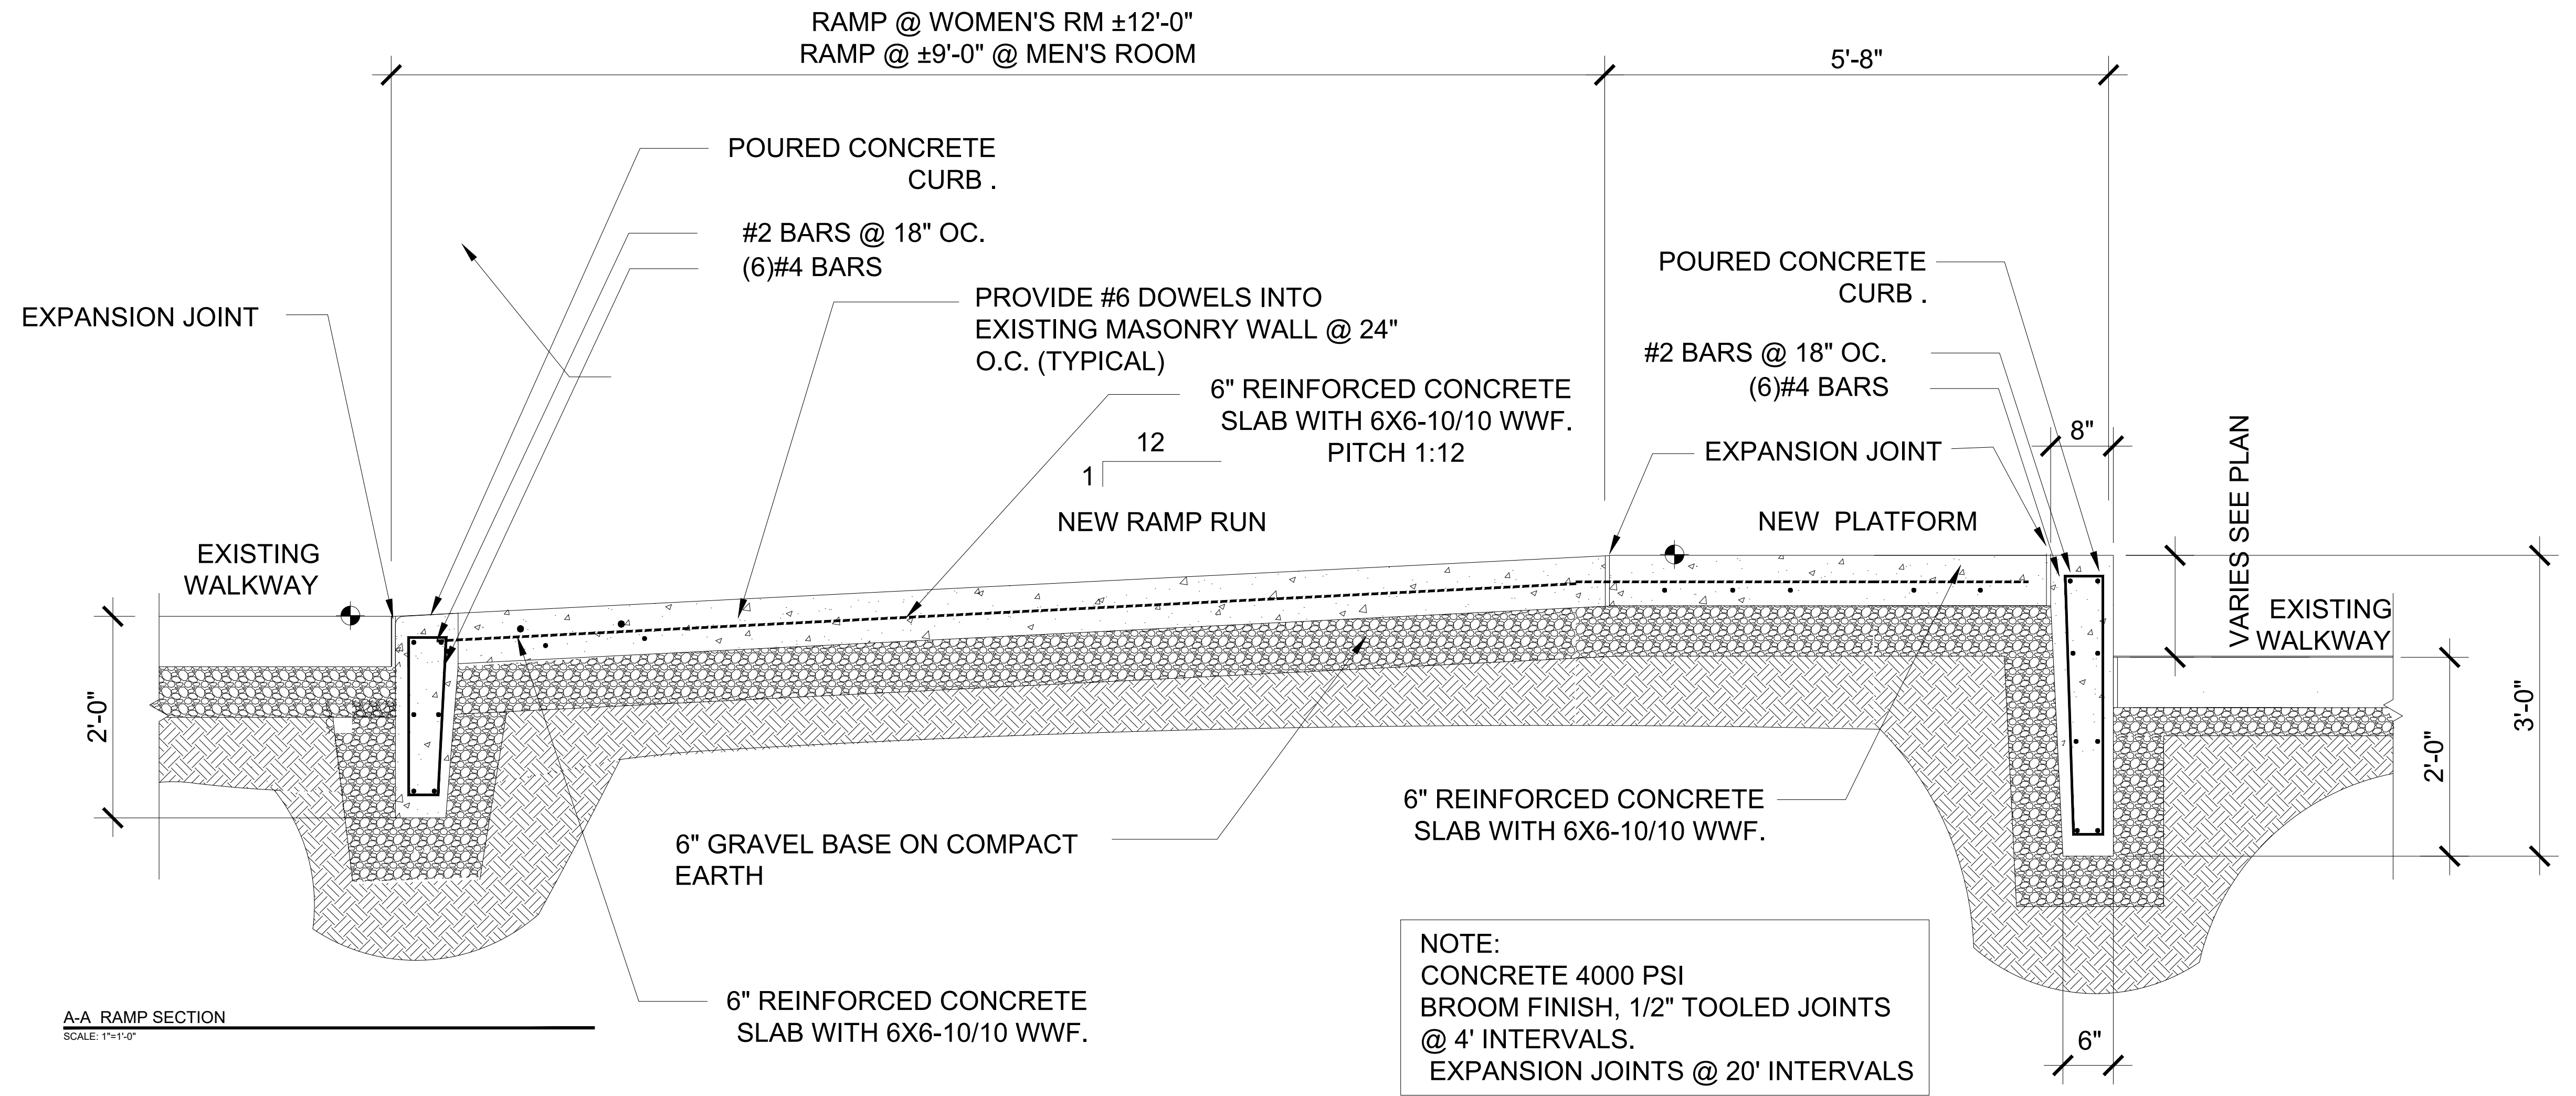 RAMP @ WOMEN'S RM ±12'-0"
RAMP @ ±9'-0" @ MEN'S ROOM
5'-8"
POURED CONCRETE
CURB .
#2 BARS @ 18" OC.
(6)#4 BARS
EXPANSION JOINT
PROVIDE #6 DOWELS INTO
EXISTING MASONRY WALL @ 24"
O.C. (TYPICAL)
6" REINFORCED CONCRETE
SLAB WITH 6X6-10/10 WWF.
PITCH 1:12
12
1
NEW RAMP RUN
POURED CONCRETE
CURB .
#2 BARS @ 18" OC.
(6)#4 BARS
8"
EXPANSION JOINT
NEW  PLATFORM
VARIES SEE PLAN
EXISTING
WALKWAY
EXISTING
WALKWAY
2'-0"
3'-0"
2'-0"
6" GRAVEL BASE ON COMPACT
EARTH
6" REINFORCED CONCRETE
SLAB WITH 6X6-10/10 WWF.
6" REINFORCED CONCRETE
SLAB WITH 6X6-10/10 WWF.
NOTE:
CONCRETE 4000 PSI
BROOM FINISH, 1/2" TOOLED JOINTS
@ 4' INTERVALS.
EXPANSION JOINTS @ 20' INTERVALS
6"
A-A  RAMP SECTION
SCALE: 1"=1'-0"